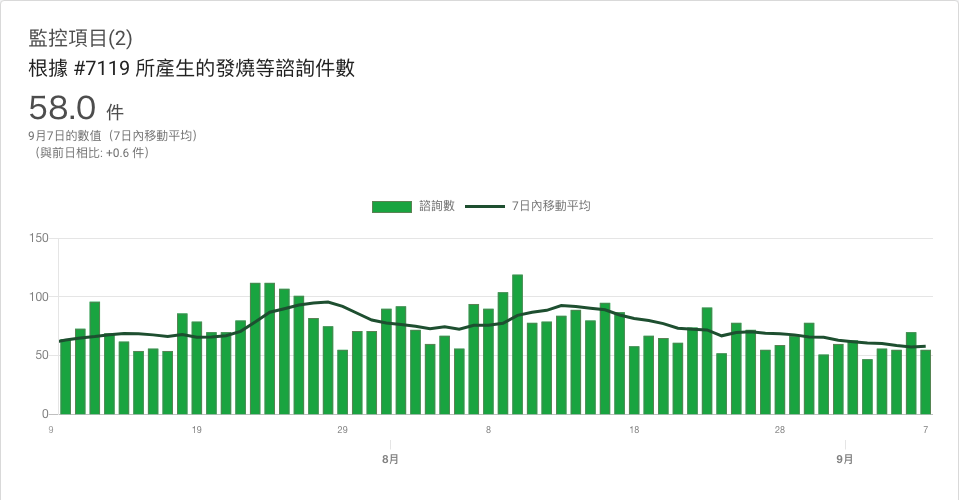 監控項目(2)
根據 #7119 所產生的發燒等諮詢件數
58.0 件
9月7日的數值（7日內移動平均）
（與前日相比: +0.6 件）
諮詢數 7日內移動平均
150
100
50
0
9 19 29 8 18 28 7
8月 9月